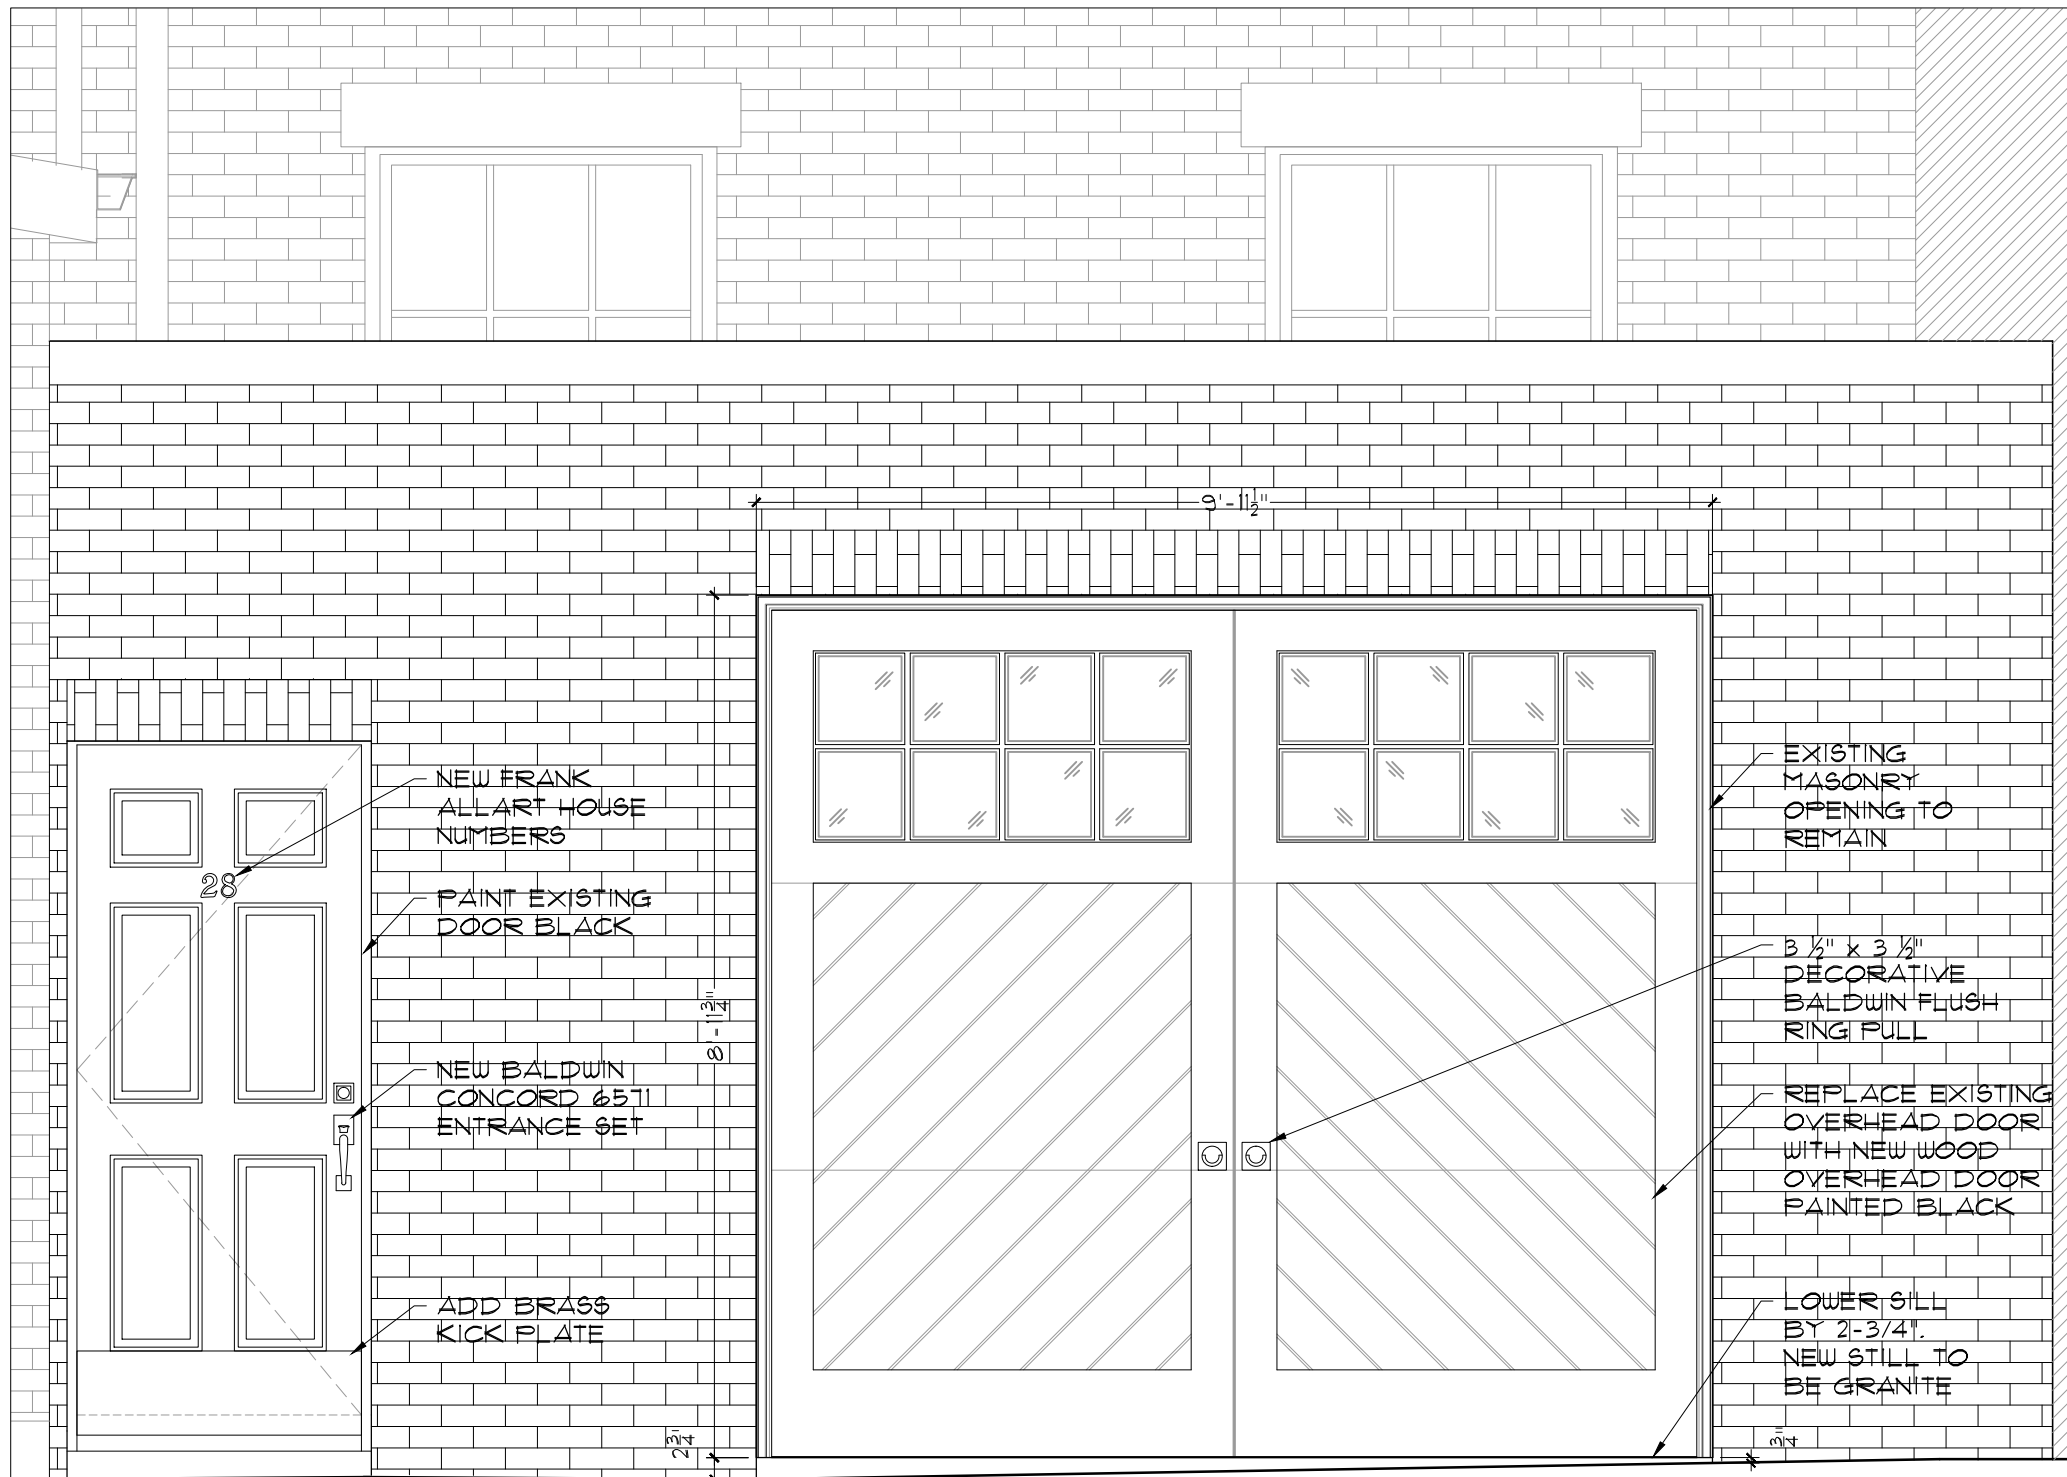 9'-11½"
NEW FRANK
ALLART HOUSE
NUMBERS
28
PAINT EXISTING
DOOR BLACK
NEW BALDWIN
CONCORD 6571
ENTRANCE SET
ADD BRASS
KICK PLATE
8'-11¾"
2¾"
EXISTING
MASONRY
OPENING TO
REMAIN
3 ½" x 3 ½"
DECORATIVE
BALDWIN FLUSH
RING PULL
REPLACE EXISTING
OVERHEAD DOOR
WITH NEW WOOD
OVERHEAD DOOR
PAINTED BLACK
LOWER SILL
BY 2-3/4".
NEW STILL TO
BE GRANITE
¾"